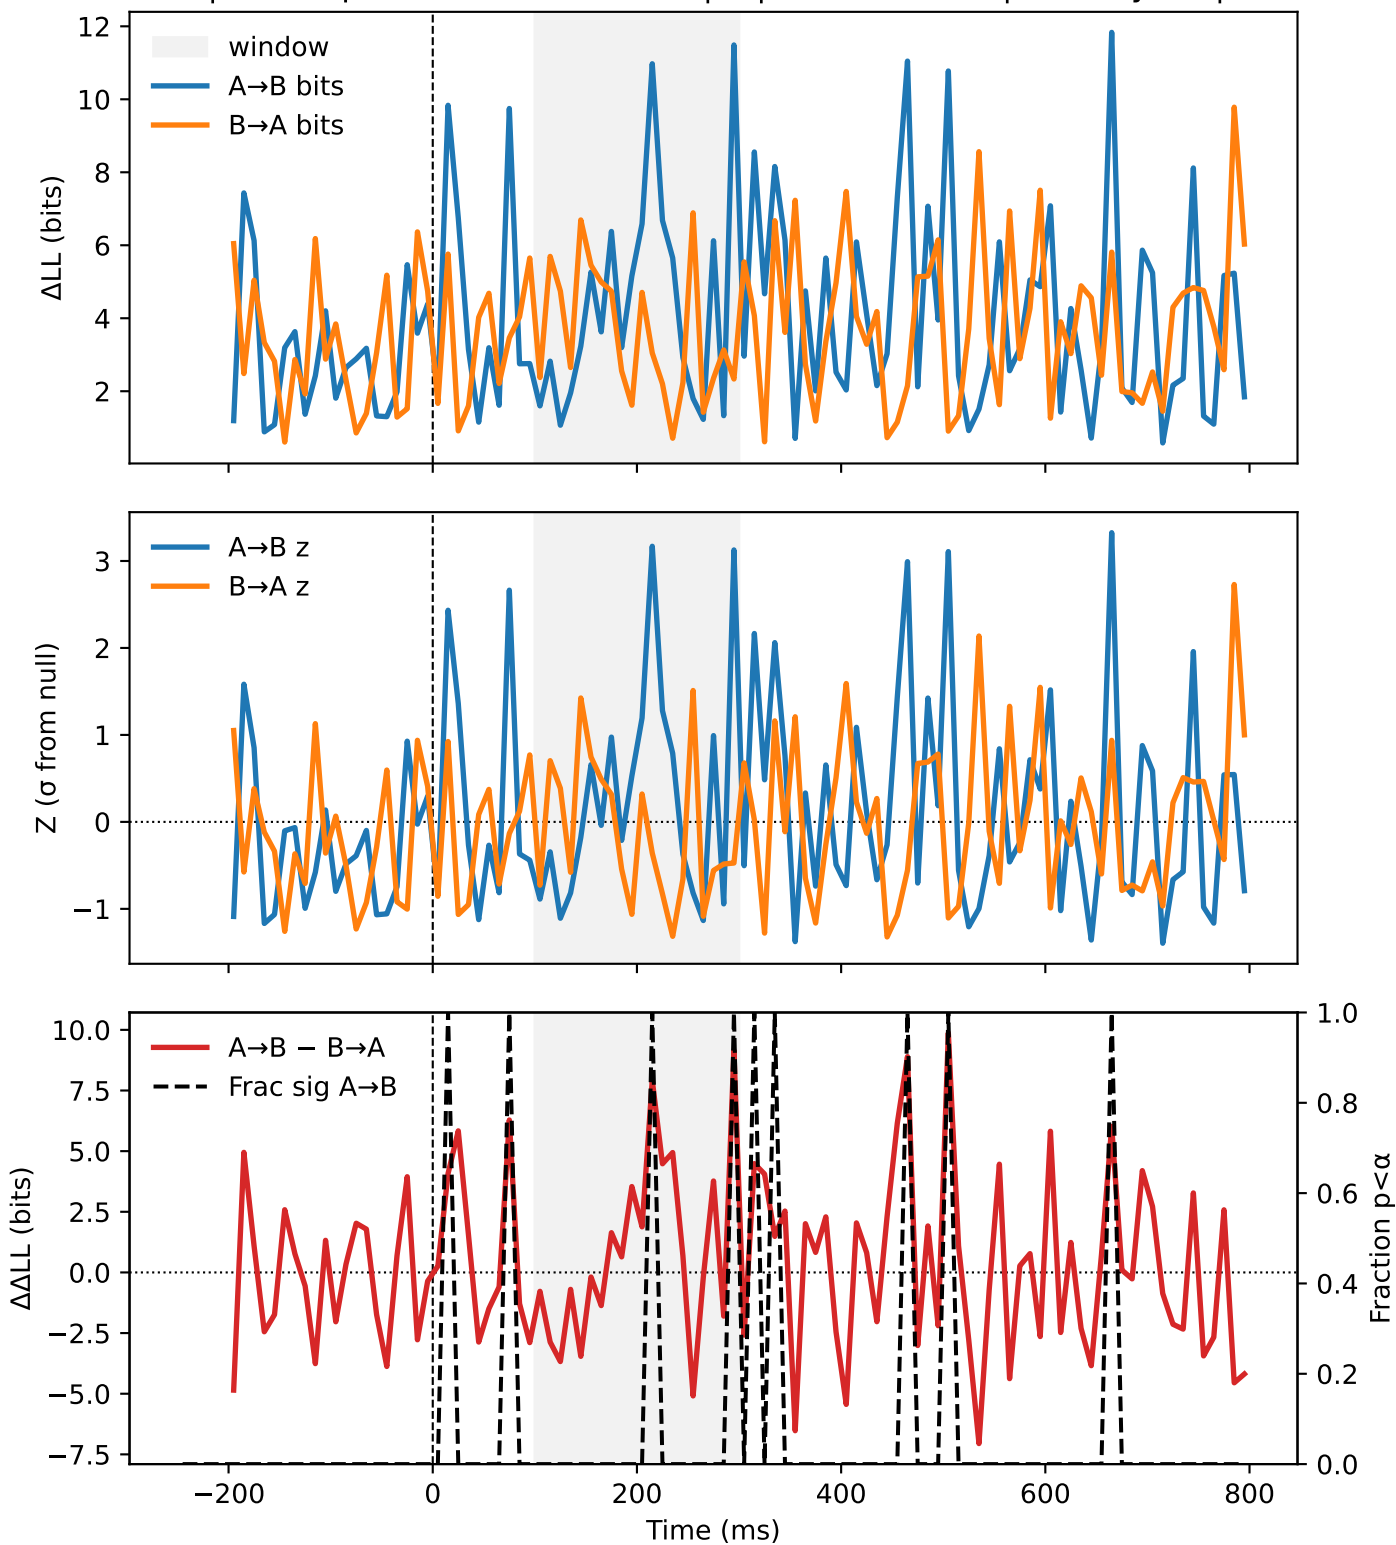 12
10
8
6
4
2
ΔLL (bits)
window
A→B bits
B→A bits
3
2
1
0
−1
Z (σ from null)
A→B z
B→A z
10.0
7.5
5.0
2.5
0.0
−2.5
−5.0
−7.5
ΔΔLL (bits)
A→B − B→A
Frac sig A→B
1.0
0.8
0.6
0.4
0.2
0.0
Fraction p<α
−200 0 200 400 600 800
Time (ms)